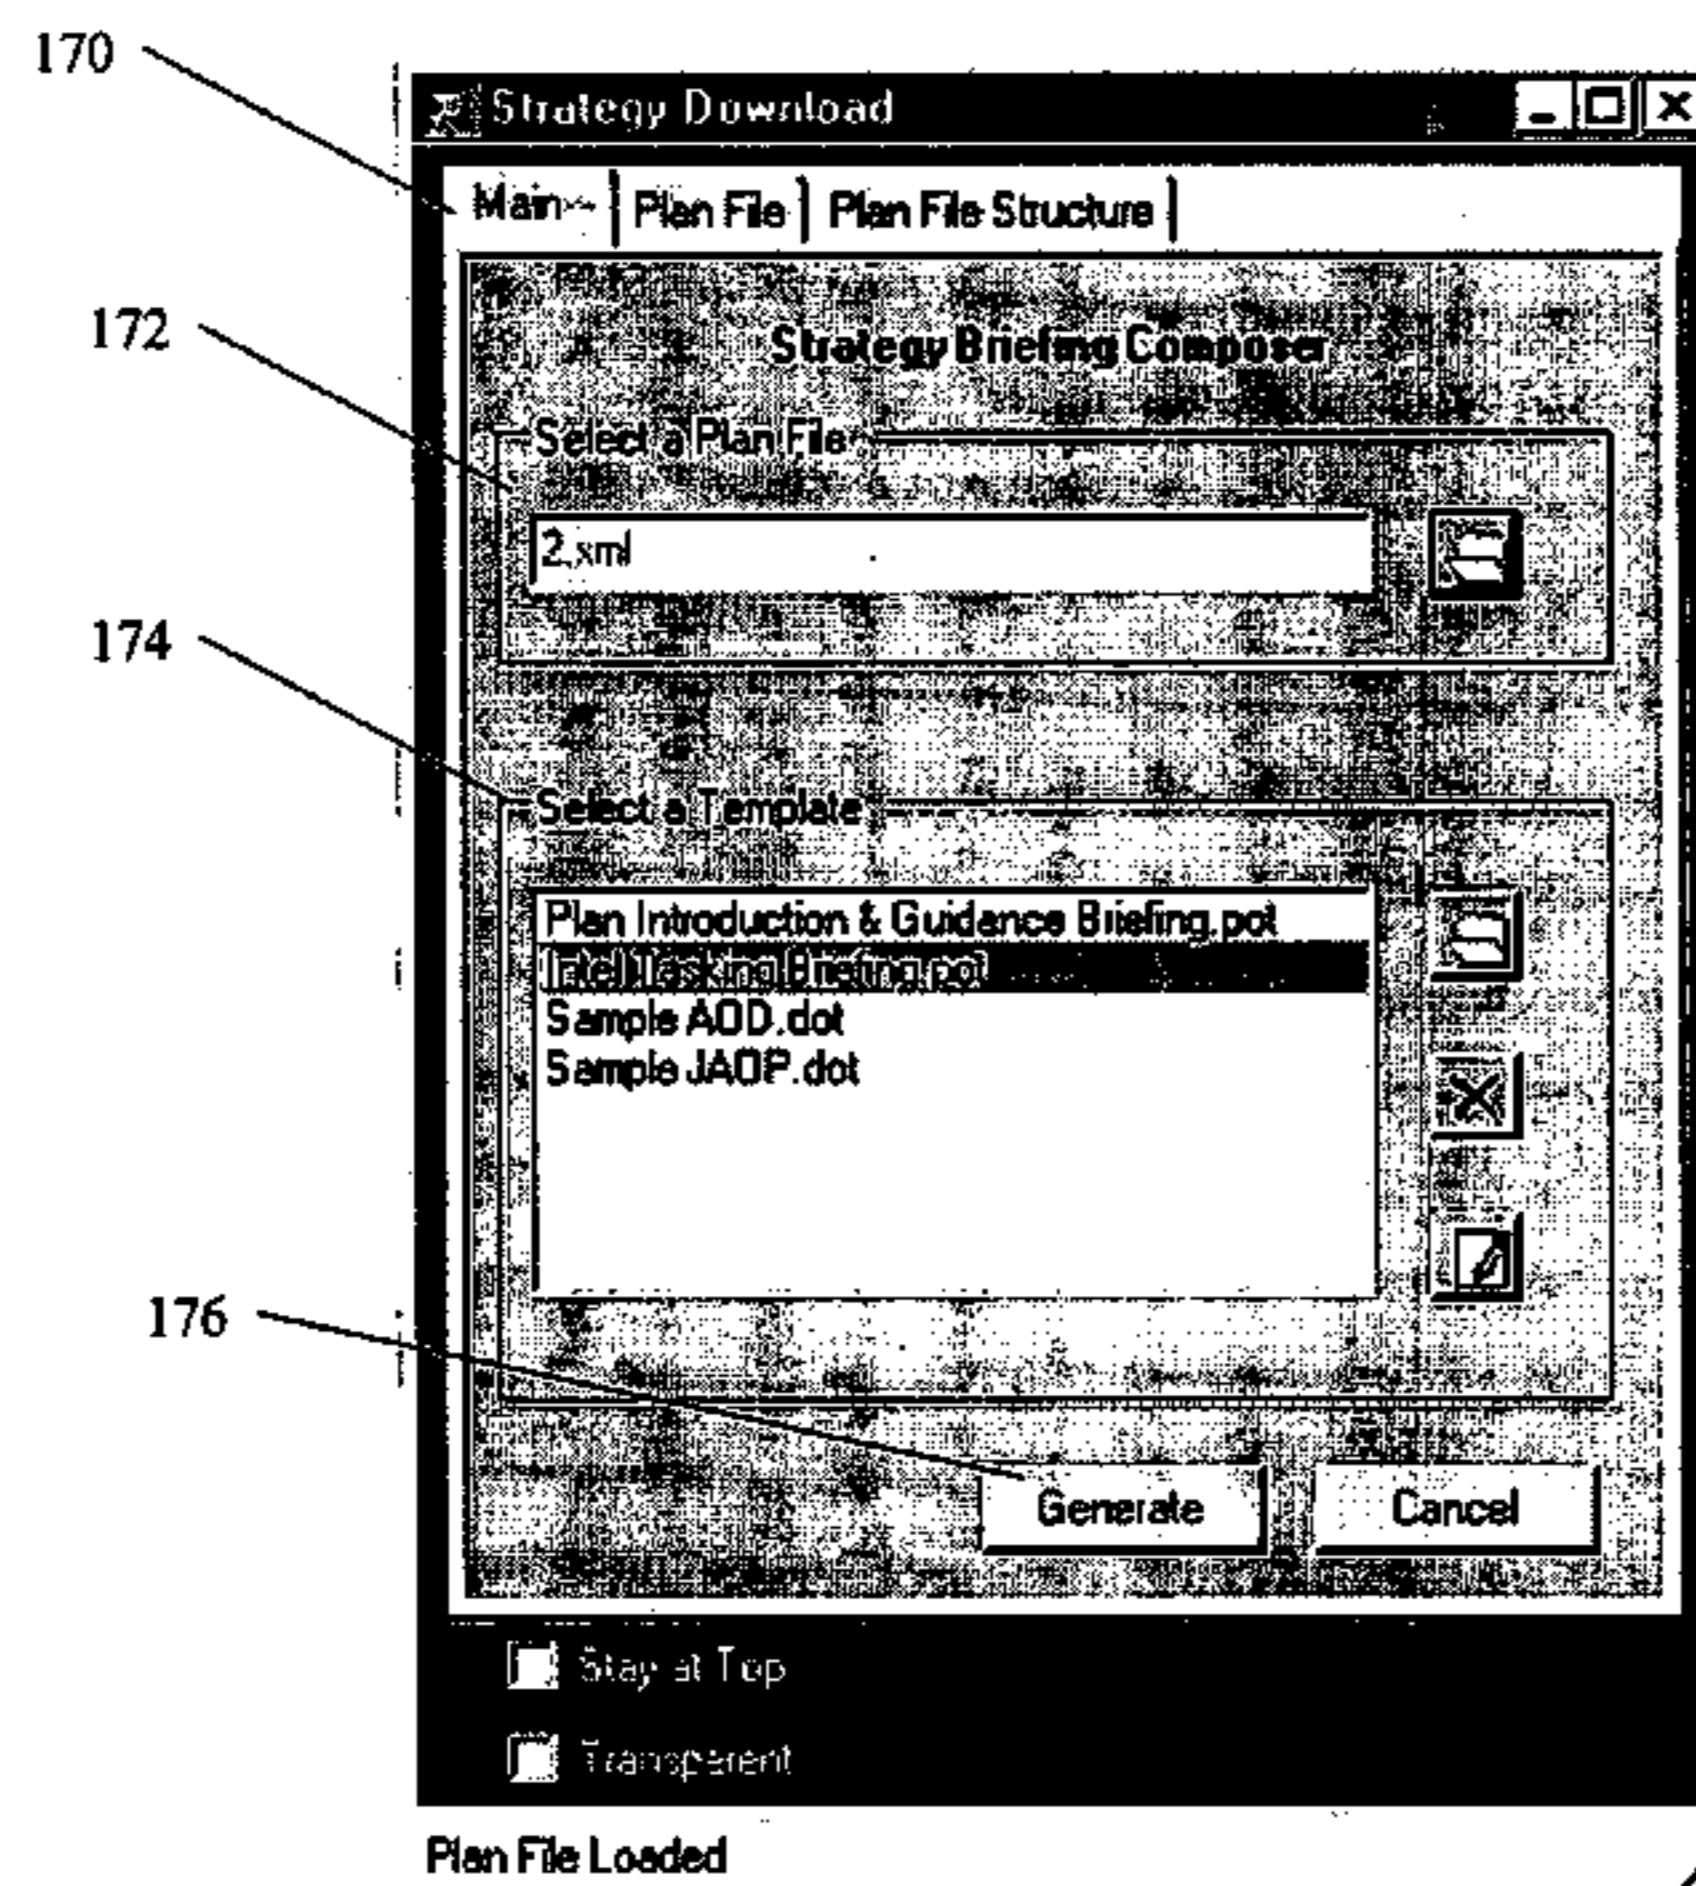 170
Strategy Download
Main Plan File Plan File Structure
172
Strategy Briefing Composer
Select a Plan File
2.xml
174
Select a Template
Plan Introduction & Guidance Briefing.pot
Intel Tasking Briefing.pot
Sample AOD.dot
Sample JAOP.dot
176
Generate Cancel
Stay at Top
Transparent
Plan File Loaded